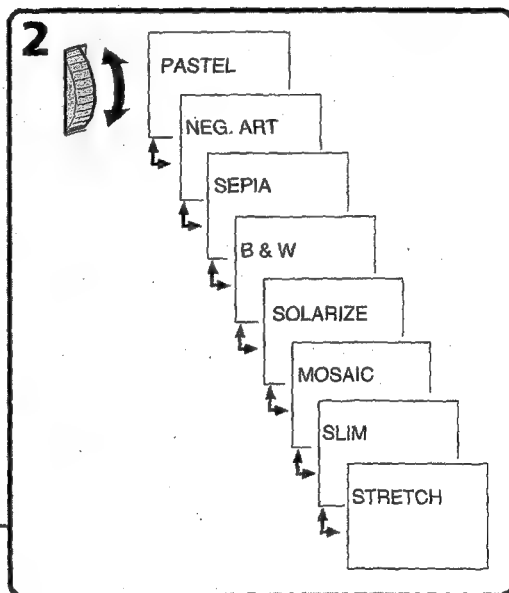 2
PASTEL
NEG. ART
SEPIA
B & W
SOLARIZE
MOSAIC
SLIM
STRETCH